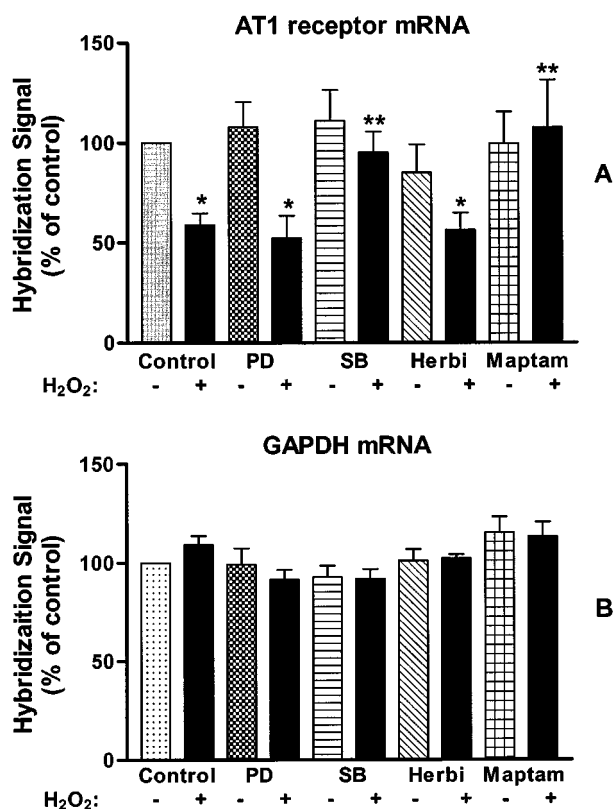 AT1 receptor mRNA
Hybridization Signal
(% of control)
150
100
50
0
* * ** * **
A
Control PD SB Herbi Maptam
H₂O₂: - + - + - + - + - +
GAPDH mRNA
Hybridizaition Signal
(% of control)
150
100
50
0
B
Control PD SB Herbi Maptam
H₂O₂: - + - + - + - + - +